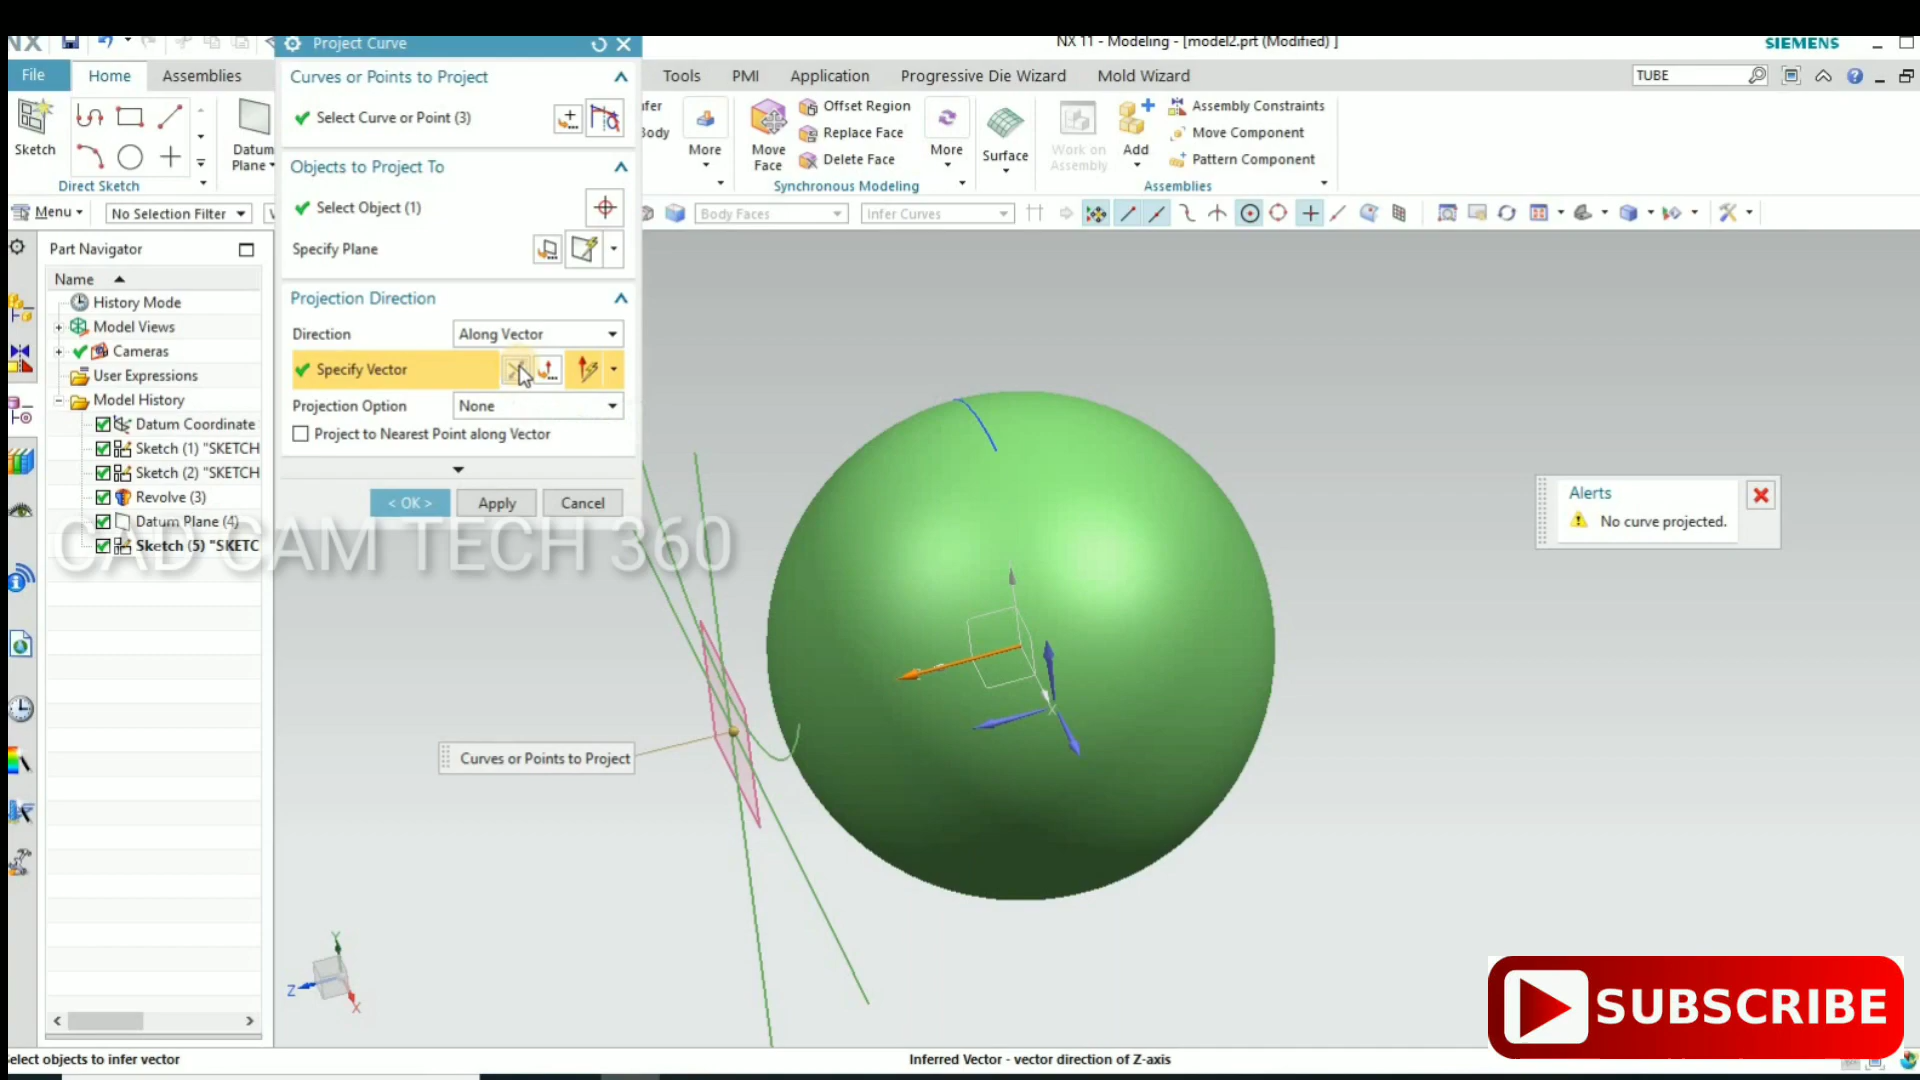 NX
Project Curve
NX 11 - Modeling - [model2.prt (Modified) ]
SIEMENS
File
Home
Assemblies
Tools
PMI
Application
Progressive Die Wizard
Mold Wizard
TUBE
Sketch
Direct Sketch
Datum
Plane
Body
More
Move
Face
Offset Region
Replace Face
Delete Face
Synchronous Modeling
More
Surface
Work on
Assembly
Add
Assembly Constraints
Move Component
Pattern Component
Assemblies
Curves or Points to Project
Select Curve or Point (3)
Objects to Project To
Select Object (1)
Specify Plane
Projection Direction
Direction
Along Vector
Specify Vector
Projection Option
None
Project to Nearest Point along Vector
< OK >
Apply
Cancel
Menu
No Selection Filter
Body Faces
Infer Curves
Part Navigator
Name
History Mode
Model Views
Cameras
User Expressions
Model History
Datum Coordinate
Sketch (1) "SKETCH
Sketch (2) "SKETCH
Revolve (3)
Datum Plane (4)
Sketch (5) "SKETC
CAD CAM TECH 360
Alerts
No curve projected.
Curves or Points to Project
Y
Z
X
SUBSCRIBE
elect objects to infer vector
Inferred Vector - vector direction of Z-axis